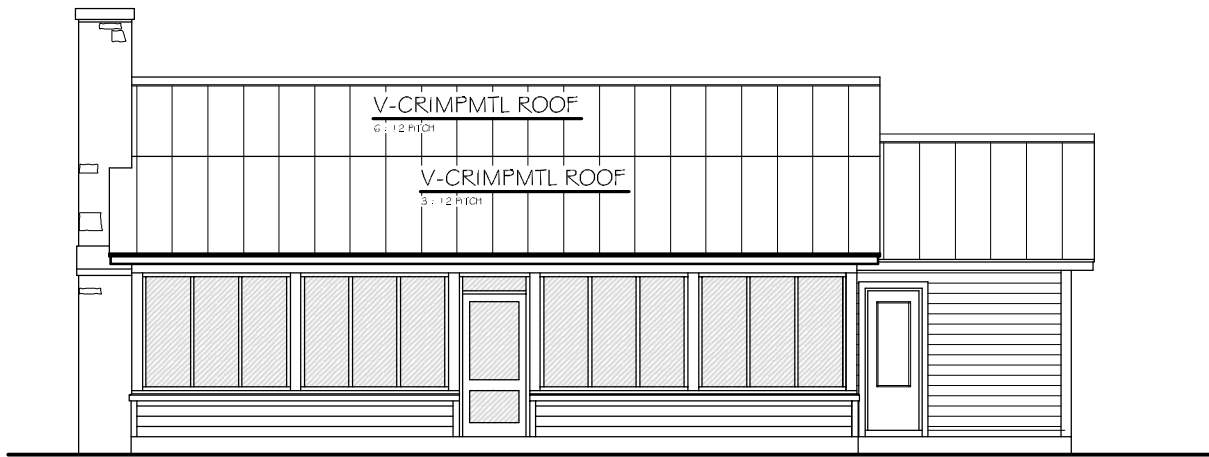 V-CRIMPMTL ROOF
6 : 12 PITCH
V-CRIMPMTL ROOF
3 : 12 PITCH